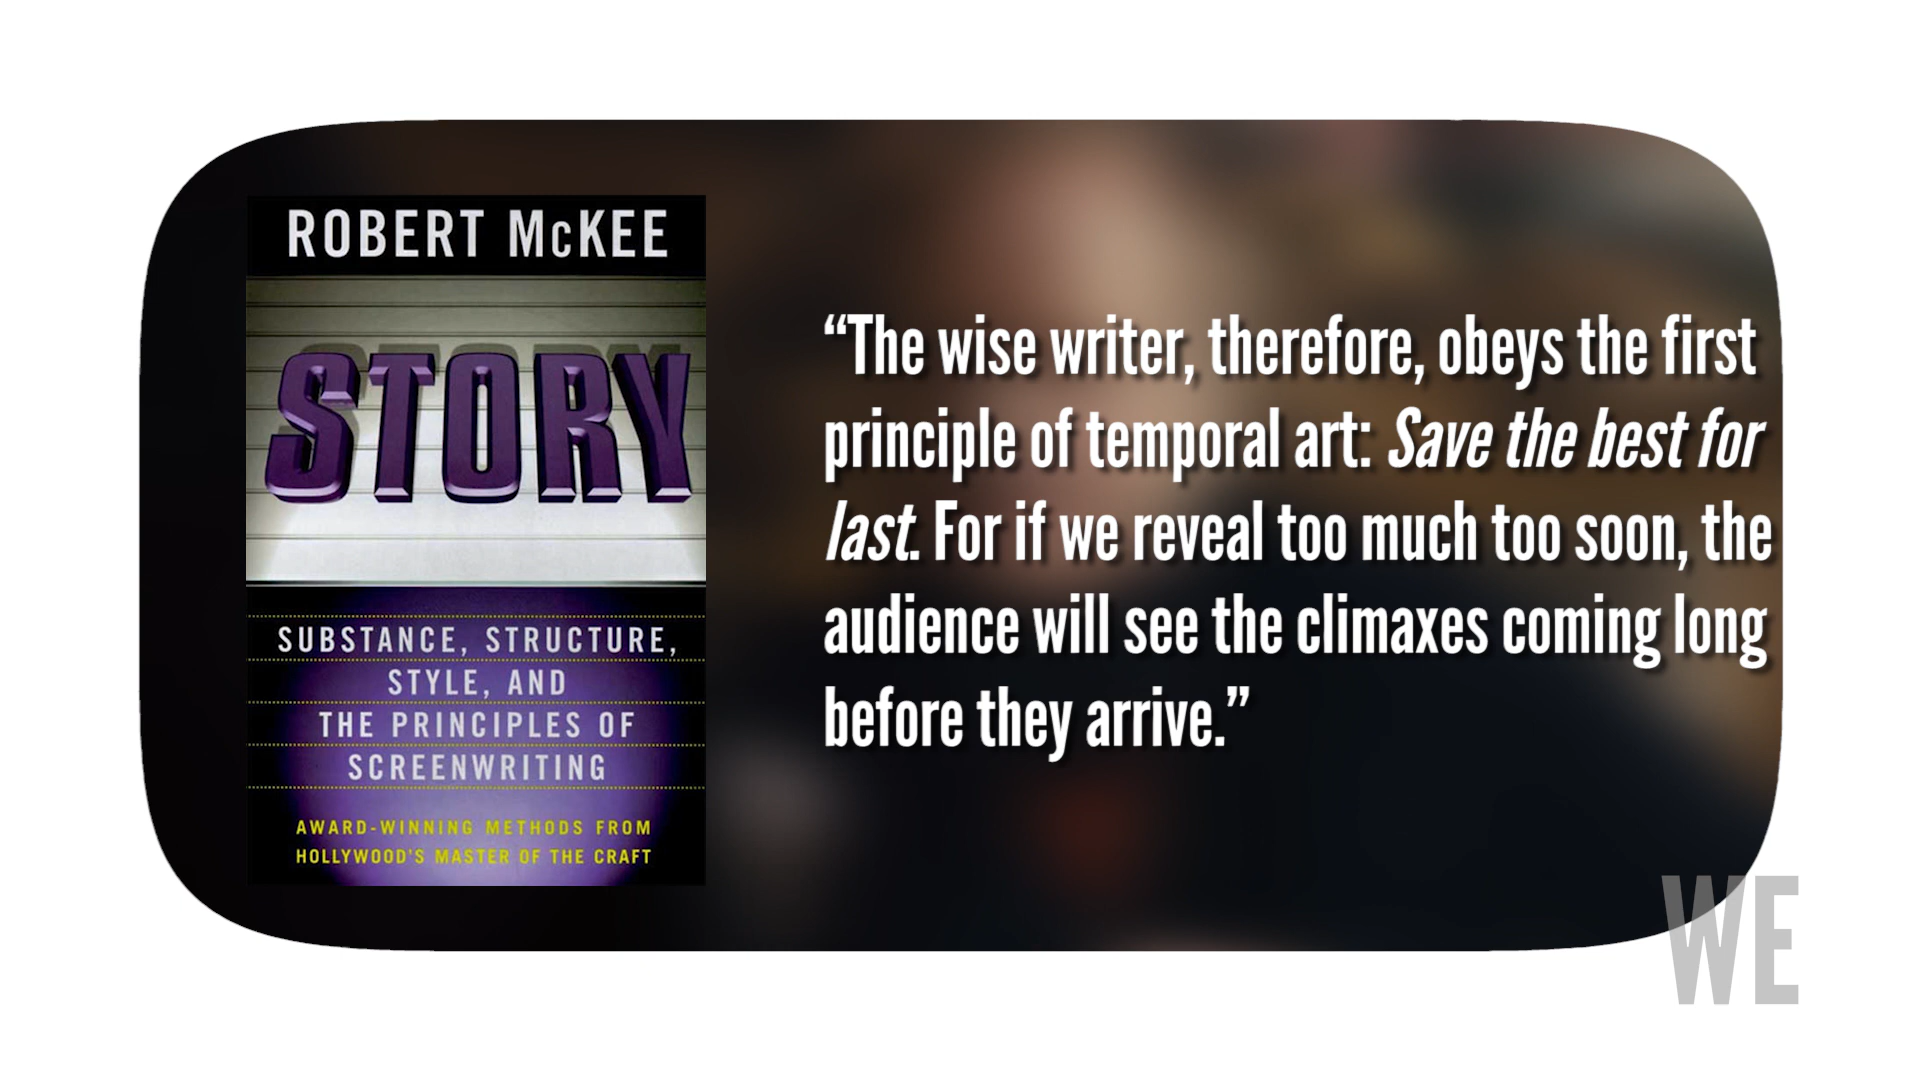 ROBERT McKEE
STORY
SUBSTANCE, STRUCTURE,
STYLE, AND
THE PRINCIPLES OF
SCREENWRITING
AWARD-WINNING METHODS FROM
HOLLYWOOD'S MASTER OF THE CRAFT
“The wise writer, therefore, obeys the first
principle of temporal art: Save the best for
last. For if we reveal too much too soon, the
audience will see the climaxes coming long
before they arrive.”
WE